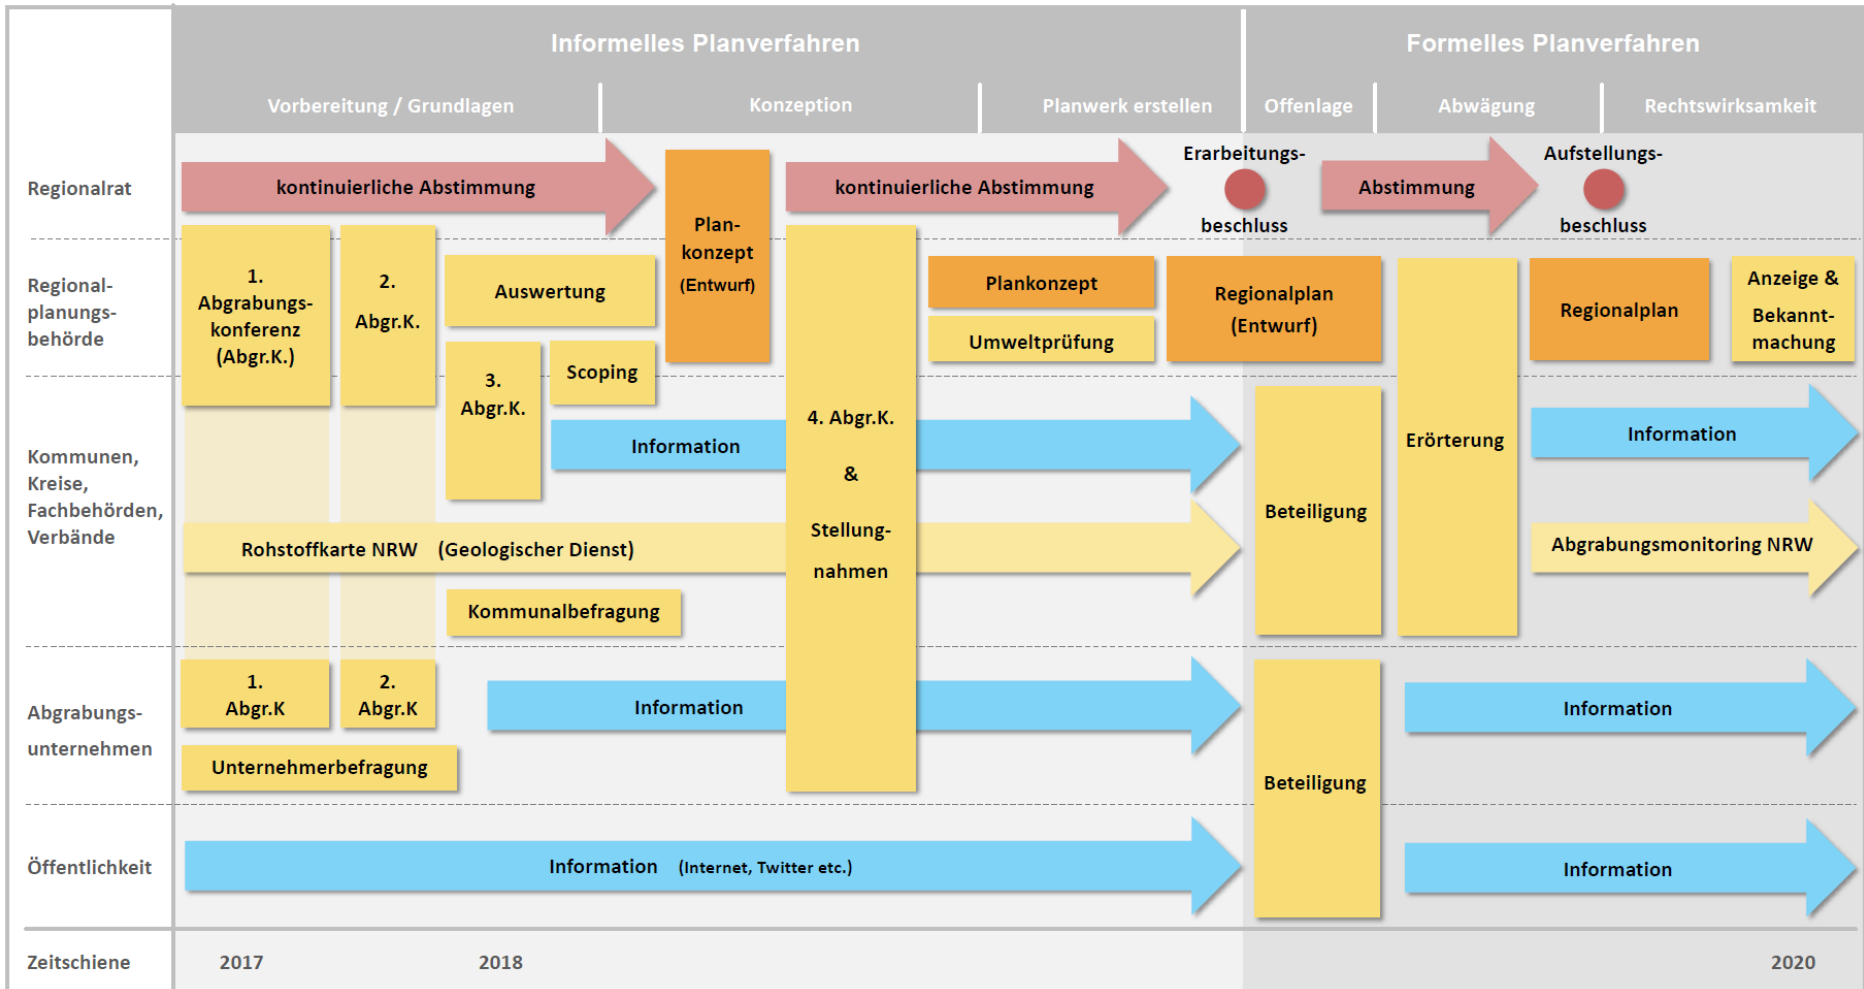 Informelles Planverfahren
Formelles Planverfahren
Vorbereitung / Grundlagen
Konzeption
Planwerk erstellen
Offenlage
Abwägung
Rechtswirksamkeit
Regionalrat
kontinuierliche Abstimmung
kontinuierliche Abstimmung
Erarbeitungs-
beschluss
Abstimmung
Aufstellungs-
beschluss
Regional-
planungs-
behörde
1.
Abgrabungs-
konferenz
(Abgr.K.)
2.
Abgr.K.
Auswertung
3.
Abgr.K.
Scoping
Plan-
konzept
(Entwurf)
4. Abgr.K.
&
Stellung-
nahmen
Plankonzept
Umweltprüfung
Regionalplan
(Entwurf)
Regionalplan
Anzeige &
Bekannt-
machung
Kommunen,
Kreise,
Fachbehörden,
Verbände
Information
Beteiligung
Erörterung
Information
Rohstoffkarte NRW (Geologischer Dienst)
Abgrabungsmonitoring NRW
Kommunalbefragung
Abgrabungs-
unternehmen
1.
Abgr.K
2.
Abgr.K
Information
Information
Unternehmerbefragung
Beteiligung
Öffentlichkeit
Information (Internet, Twitter etc.)
Information
Zeitschiene
2017
2018
2020